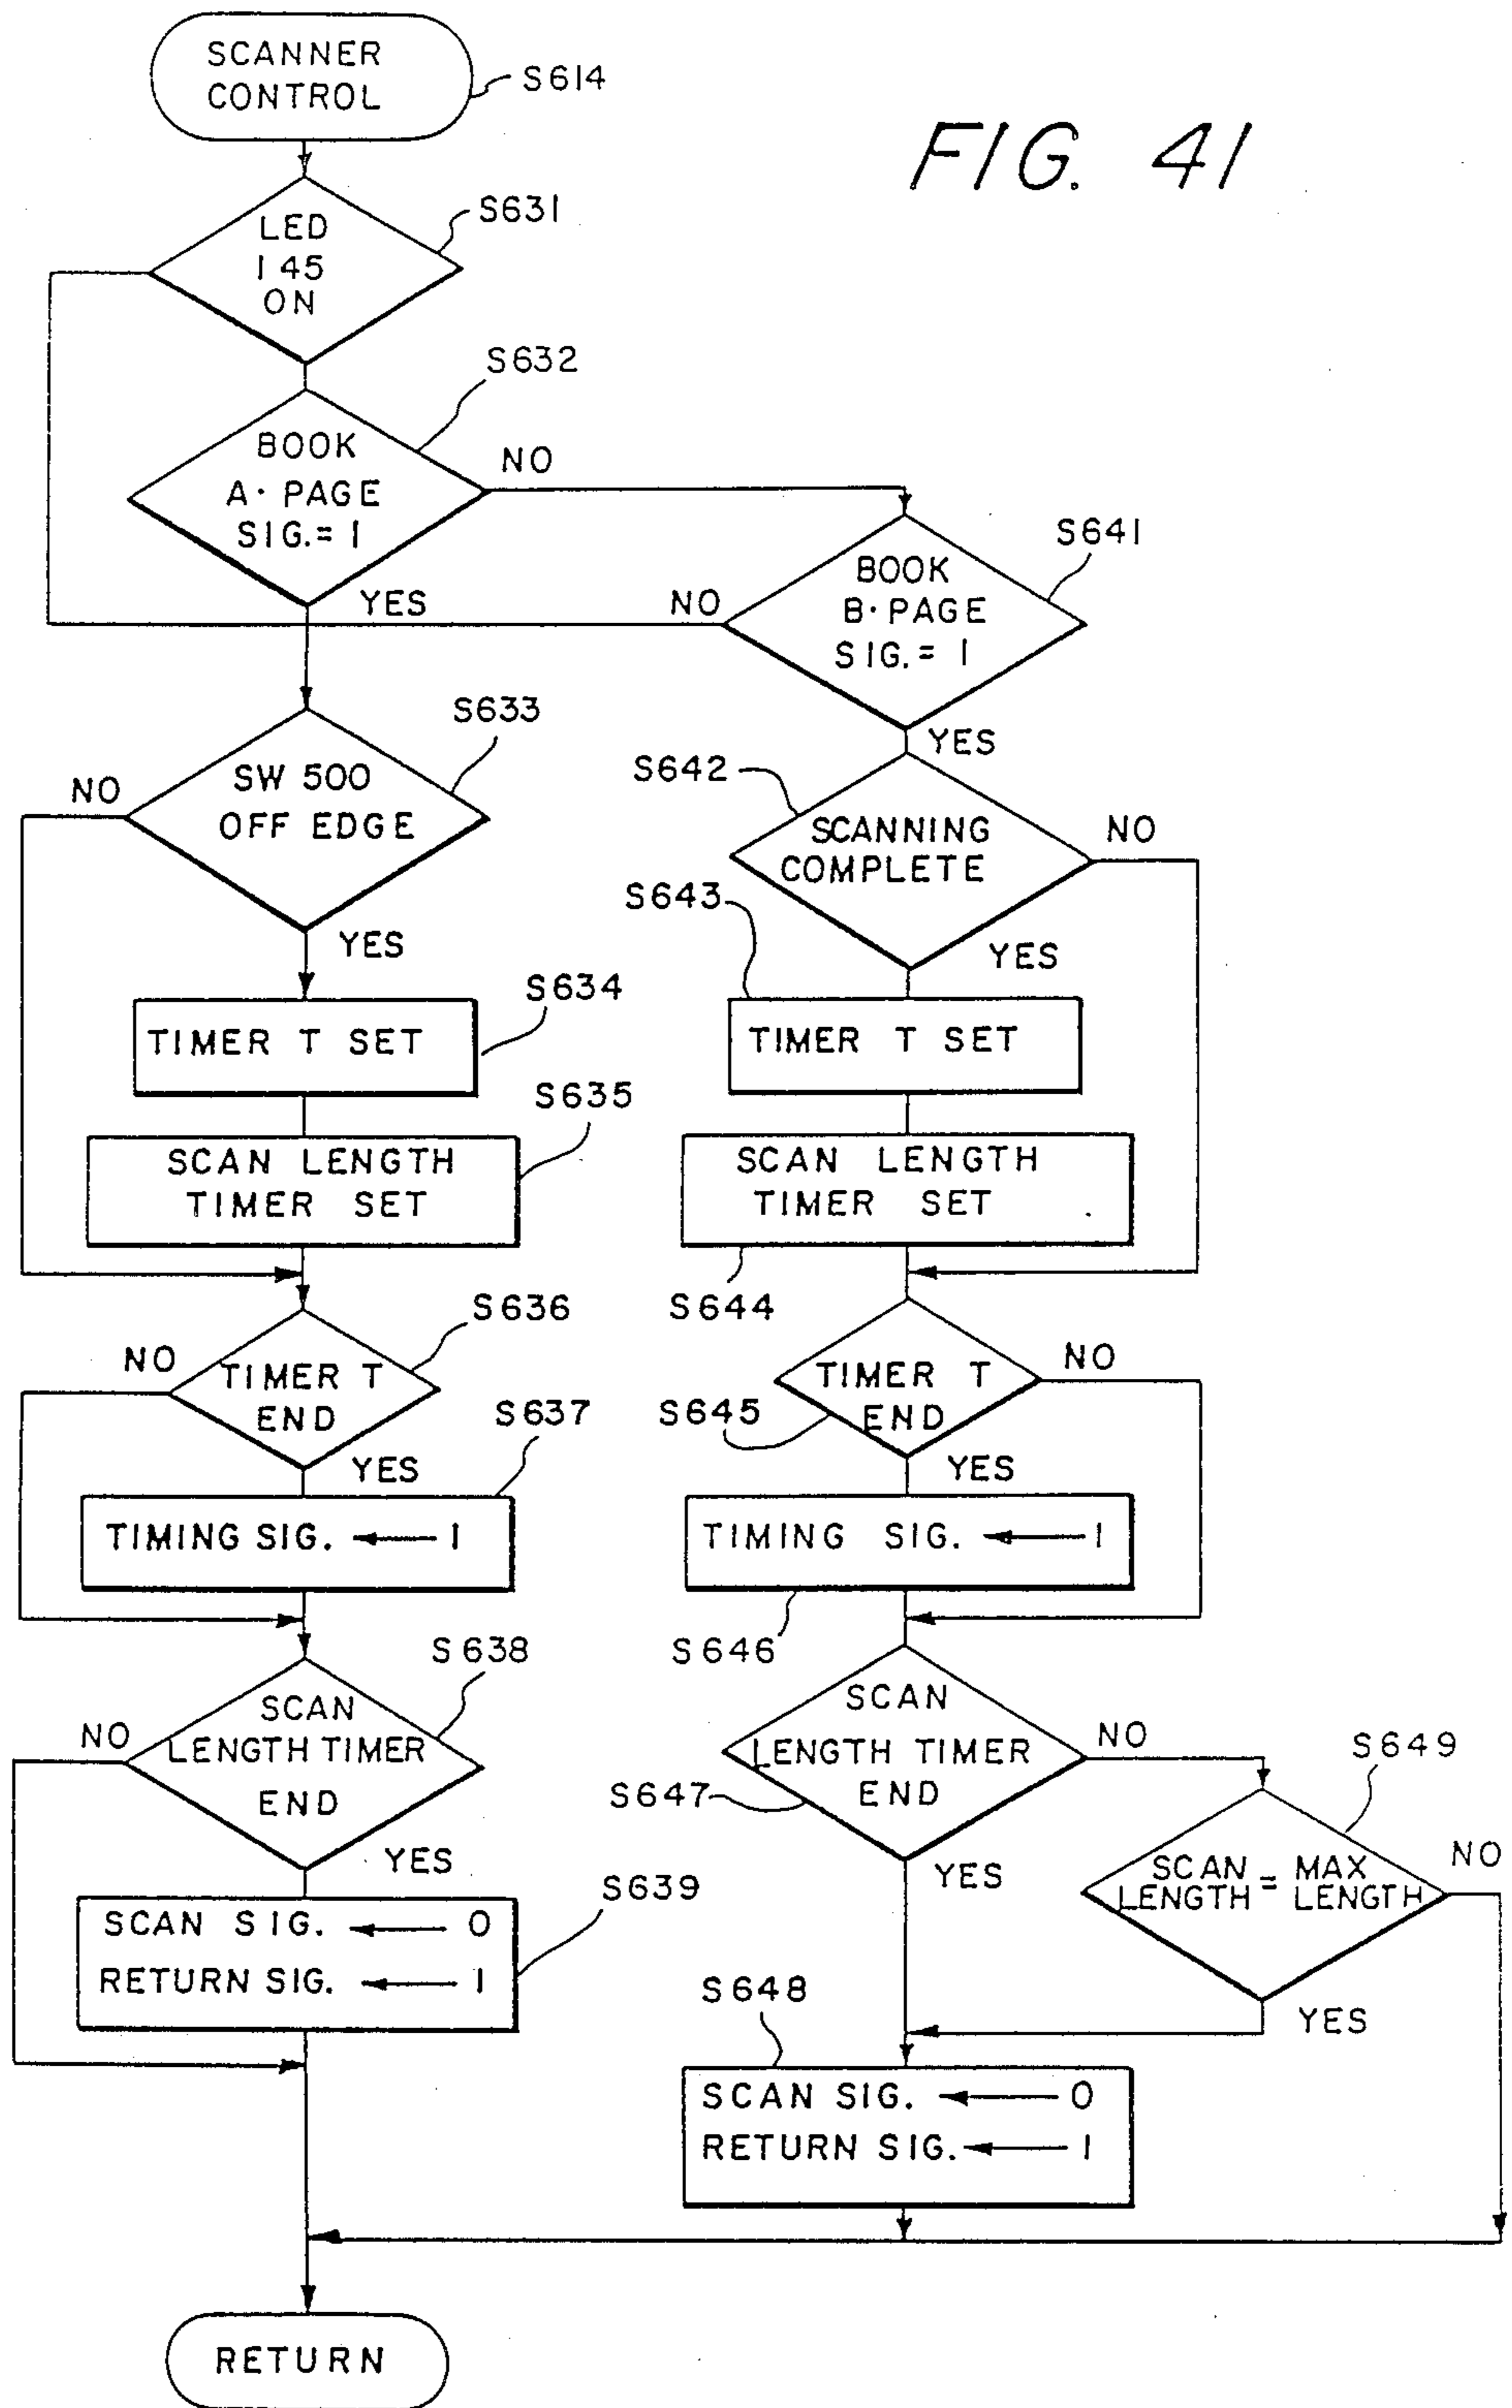 FIG. 41
SCANNER
CONTROL
S614
LED
145
ON
S631
BOOK
A· PAGE
SIG.= 1
S632
NO
YES
BOOK
B· PAGE
SIG.= 1
S641
NO
YES
SW 500
OFF EDGE
S633
NO
YES
S642
SCANNING
COMPLETE
NO
YES
S634
TIMER T SET
S643
TIMER T SET
S635
SCAN LENGTH
TIMER SET
SCAN LENGTH
TIMER SET
S644
S636
NO
TIMER T
END
YES
TIMER T
END
NO
S645
YES
S637
TIMING SIG. ← 1
TIMING SIG. ← 1
S646
S638
SCAN
LENGTH TIMER
END
NO
YES
SCAN
LENGTH TIMER
END
NO
S647
YES
S649
SCAN LENGTH = MAX LENGTH
NO
YES
S639
SCAN SIG. ← 0
RETURN SIG. ← 1
S648
SCAN SIG. ← 0
RETURN SIG. ← 1
RETURN